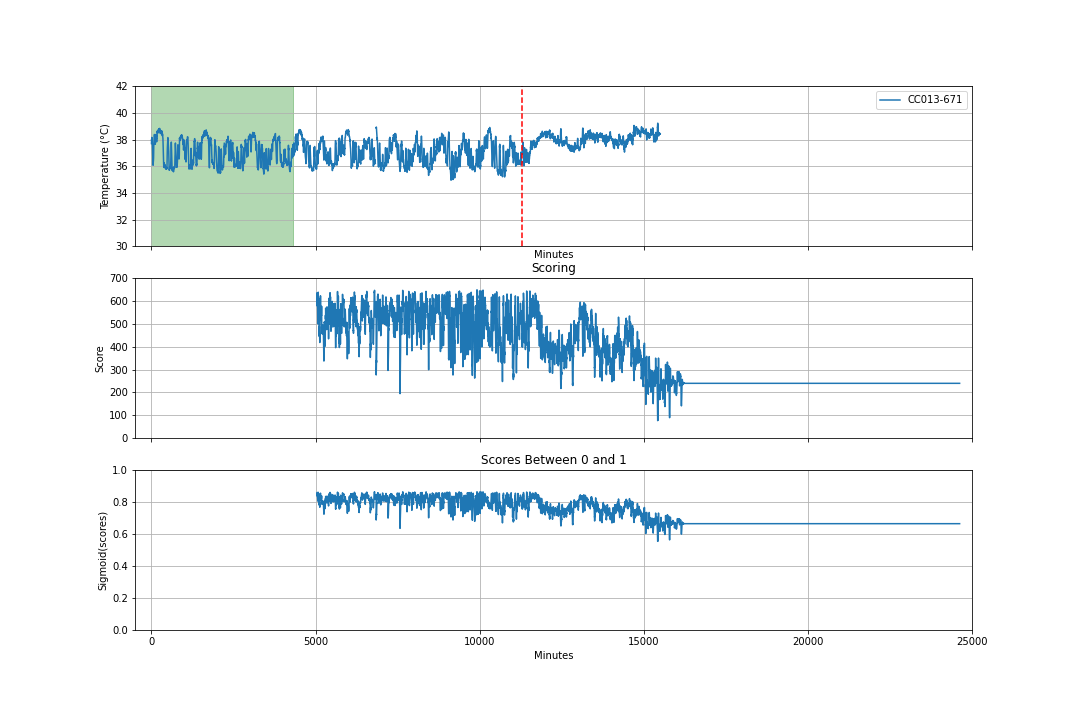 42
40
38
36
34
32
30
Temperature (°C)
CC013-671
Minutes
Scoring
700
600
500
400
300
200
100
0
Score
Scores Between 0 and 1
1.0
0.8
0.6
0.4
0.2
0.0
Sigmoid(scores)
0 5000 10000 15000 20000 25000
Minutes